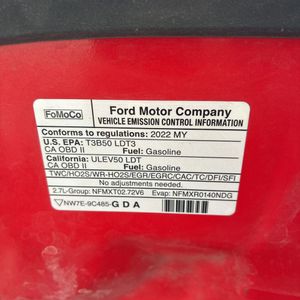 FoMoCo
Ford Motor Company
VEHICLE EMISSION CONTROL INFORMATION
Conforms to regulations: 2022 MY
U.S. EPA: T3B50 LDT3
CA OBD II Fuel: Gasoline
California: ULEV50 LDT
CA OBD II Fuel: Gasoline
TWC/HO2S/WR-HO2S/EGR/EGRC/CAC/TC/DFI/SFI
No adjustments needed.
2.7L-Group: NFMXT02.72V6 Evap: NFMXR0140NDG
NW7E-9C485-GDA